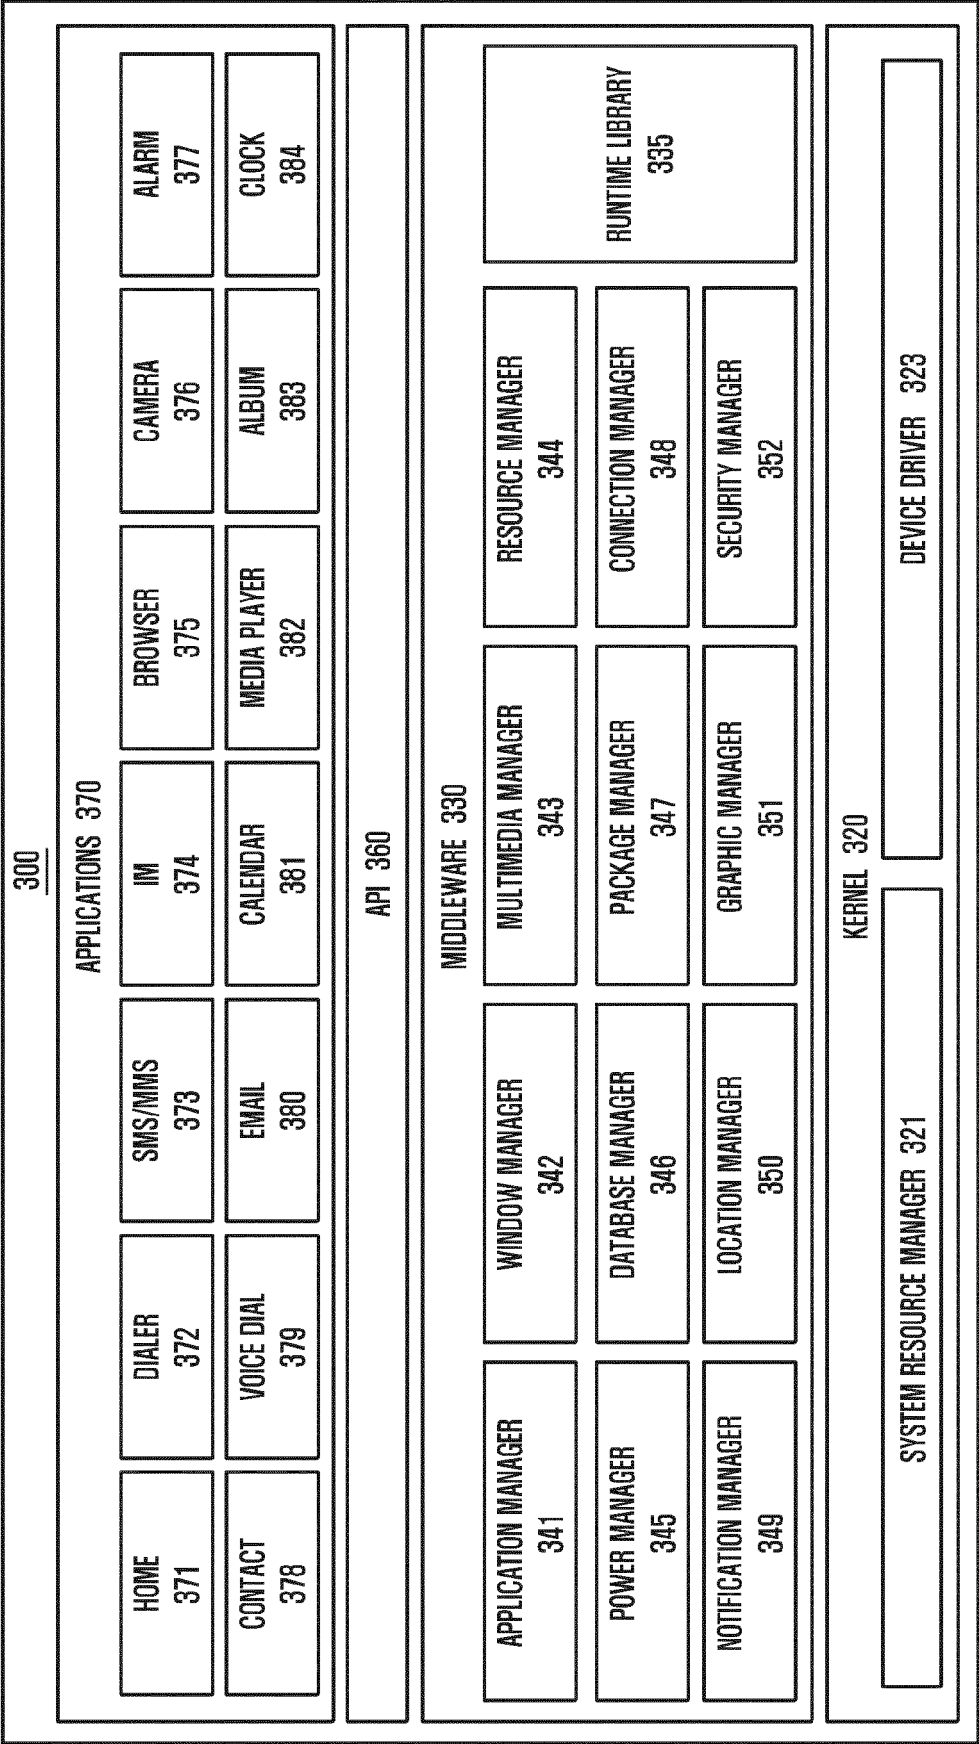 300
APPLICATIONS 370
HOME
371
DIALER
372
SMS/MMS
373
IM
374
BROWSER
375
CAMERA
376
ALARM
377
CONTACT
378
VOICE DIAL
379
EMAIL
380
CALENDAR
381
MEDIA PLAYER
382
ALBUM
383
CLOCK
384
API 360
MIDDLEWARE 330
APPLICATION MANAGER
341
WINDOW MANAGER
342
MULTIMEDIA MANAGER
343
RESOURCE MANAGER
344
POWER MANAGER
345
DATABASE MANAGER
346
PACKAGE MANAGER
347
CONNECTION MANAGER
348
NOTIFICATION MANAGER
349
LOCATION MANAGER
350
GRAPHIC MANAGER
351
SECURITY MANAGER
352
RUNTIME LIBRARY
335
KERNEL 320
SYSTEM RESOURCE MANAGER 321
DEVICE DRIVER 323